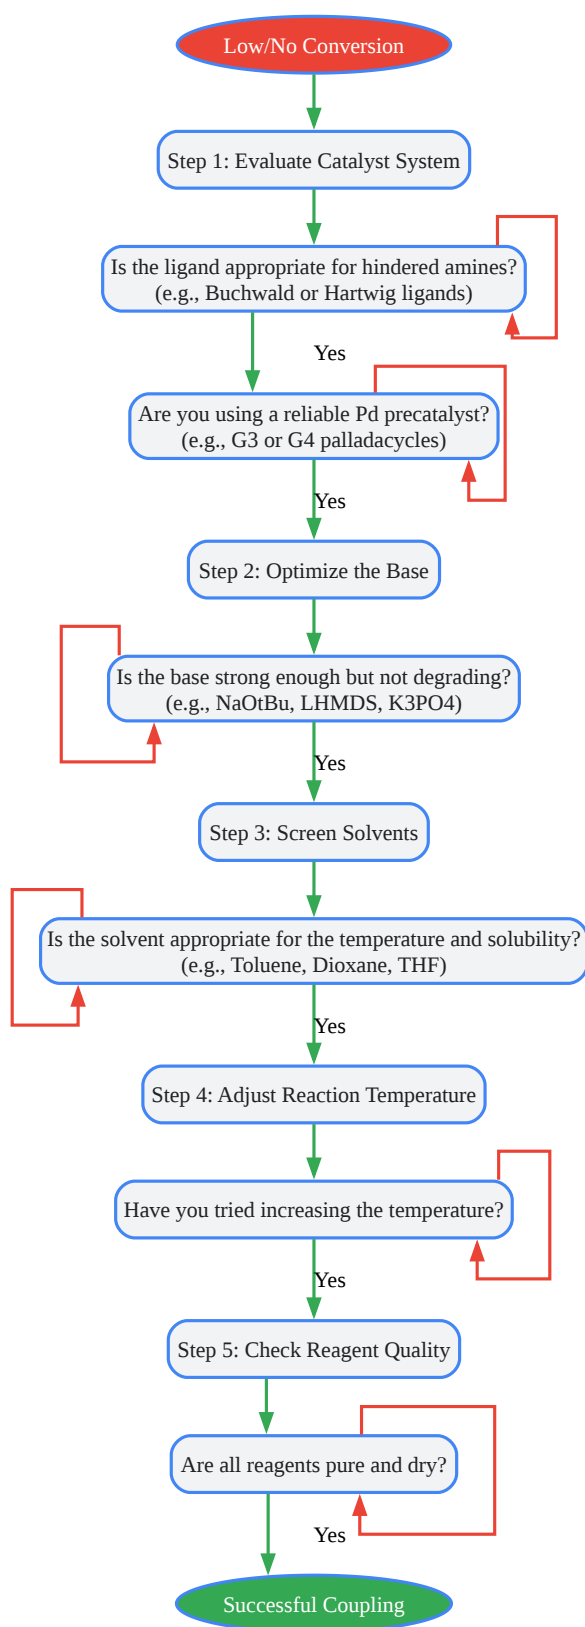 Low/No Conversion
Step 1: Evaluate Catalyst System
Is the ligand appropriate for hindered amines?
(e.g., Buchwald or Hartwig ligands)
Yes
Are you using a reliable Pd precatalyst?
(e.g., G3 or G4 palladacycles)
Yes
Step 2: Optimize the Base
Is the base strong enough but not degrading?
(e.g., NaOtBu, LHMDS, K3PO4)
Yes
Step 3: Screen Solvents
Is the solvent appropriate for the temperature and solubility?
(e.g., Toluene, Dioxane, THF)
Yes
Step 4: Adjust Reaction Temperature
Have you tried increasing the temperature?
Yes
Step 5: Check Reagent Quality
Are all reagents pure and dry?
Yes
Successful Coupling